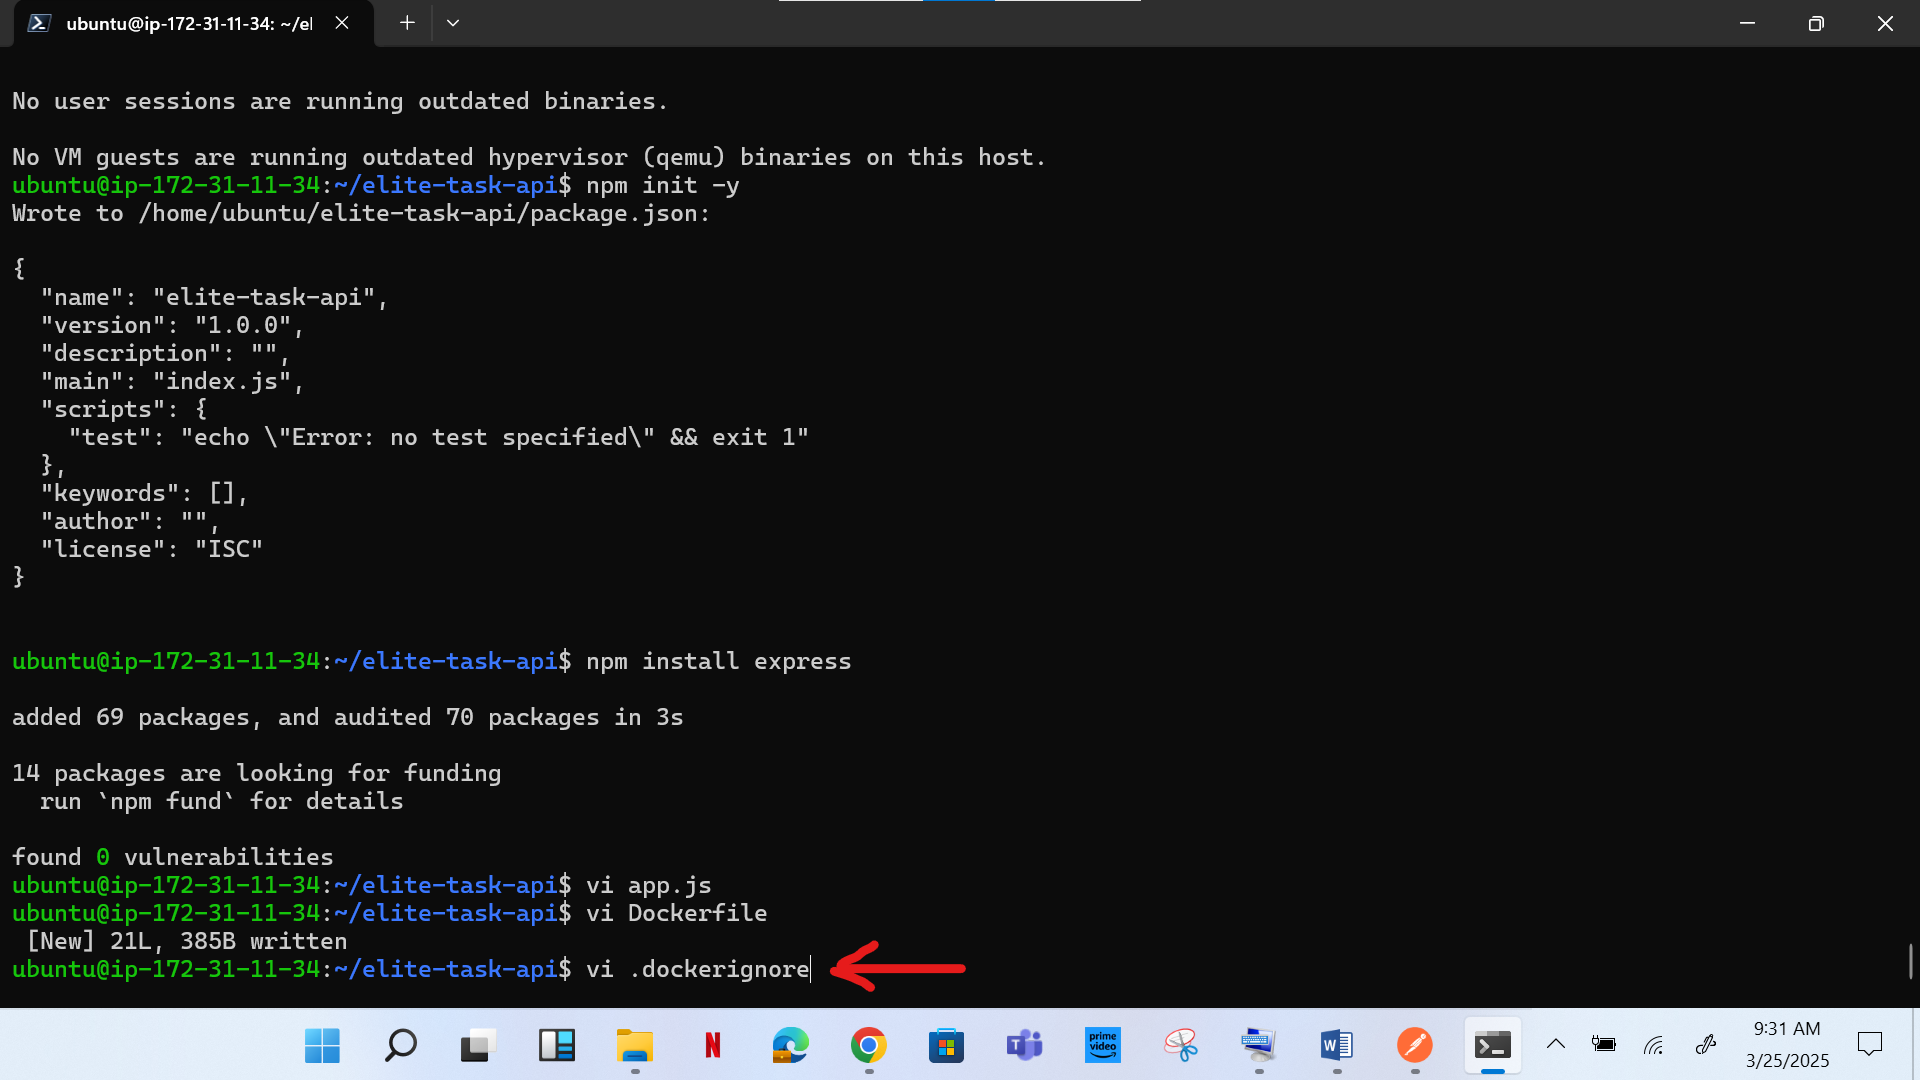 ubuntu@ip-172-31-11-34: ~/el
No user sessions are running outdated binaries.
No VM guests are running outdated hypervisor (qemu) binaries on this host.
ubuntu@ip-172-31-11-34:~/elite-task-api$ npm init -y
Wrote to /home/ubuntu/elite-task-api/package.json:
{
  "name": "elite-task-api",
  "version": "1.0.0",
  "description": "",
  "main": "index.js",
  "scripts": {
    "test": "echo \"Error: no test specified\" && exit 1"
  },
  "keywords": [],
  "author": "",
  "license": "ISC"
}
ubuntu@ip-172-31-11-34:~/elite-task-api$ npm install express
added 69 packages, and audited 70 packages in 3s
14 packages are looking for funding
  run `npm fund` for details
found 0 vulnerabilities
ubuntu@ip-172-31-11-34:~/elite-task-api$ vi app.js
ubuntu@ip-172-31-11-34:~/elite-task-api$ vi Dockerfile
 [New] 21L, 385B written
ubuntu@ip-172-31-11-34:~/elite-task-api$ vi .dockerignore
N
T
prime video
W
9:31 AM
3/25/2025